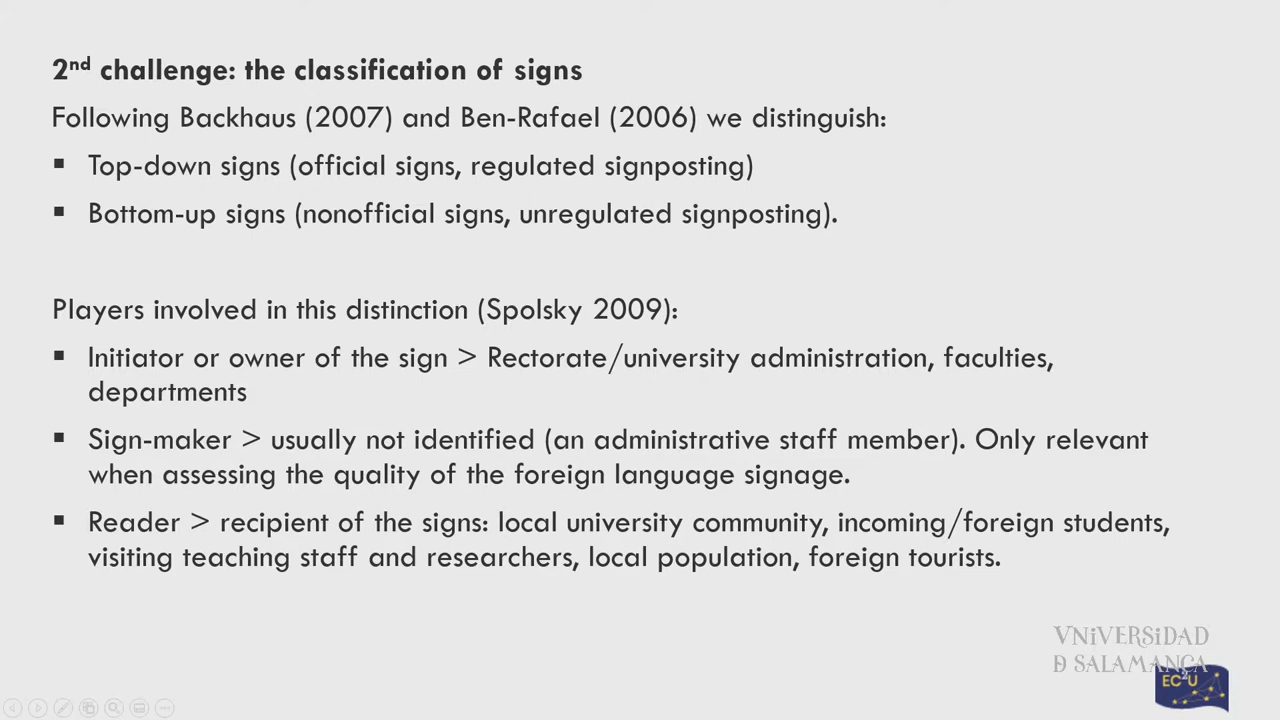 2nd challenge: the classification of signs
Following Backhaus (2007) and Ben-Rafael (2006) we distinguish:
▪ Top-down signs (official signs, regulated signposting)
▪ Bottom-up signs (nonofficial signs, unregulated signposting).
Players involved in this distinction (Spolsky 2009):
▪ Initiator or owner of the sign > Rectorate/university administration, faculties,
departments
▪ Sign-maker > usually not identified (an administrative staff member). Only relevant
when assessing the quality of the foreign language signage.
▪ Reader > recipient of the signs: local university community, incoming/foreign students,
visiting teaching staff and researchers, local population, foreign tourists.
VNiVERSiDAD
Ð SALAMANCA
EC2U